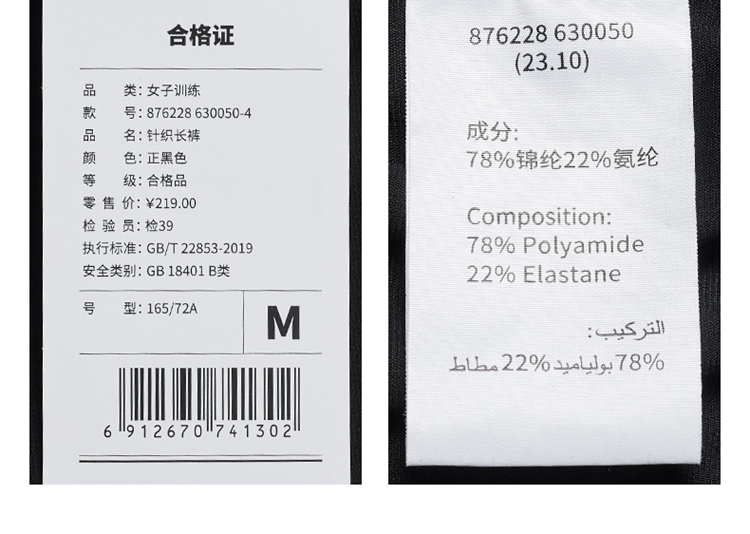 合格证
品 类: 女子训练
款 号: 876228 630050-4
品 名: 针织长裤
颜 色: 正黑色
等 级: 合格品
零 售 价: ¥219.00
检 验 员: 检39
执行标准: GB/T 22853-2019
安全类别: GB 18401 B类
号 型: 165/72A
M
6 912670 741302
876228 630050
(23.10)
成分:
78%锦纶22%氨纶
Composition:
78% Polyamide
22% Elastane
التركيب:
78% بولياميد 22% مطاط